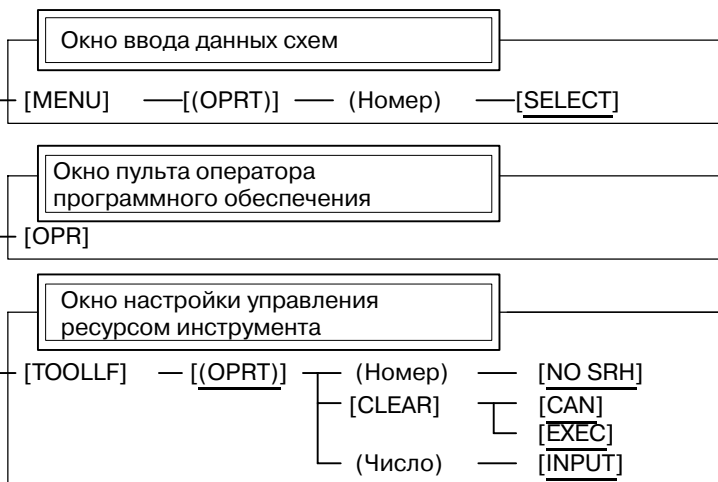 Окно ввода данных схем
[MENU] [(OPRT)] (Номер) [SELECT]
Окно пульта оператора
программного обеспечения
[OPR]
Окно настройки управления
ресурсом инструмента
[TOOLLF] [(OPRT)] (Номер) [NO SRH]
[CLEAR] [CAN]
[EXEC]
(Число) [INPUT]